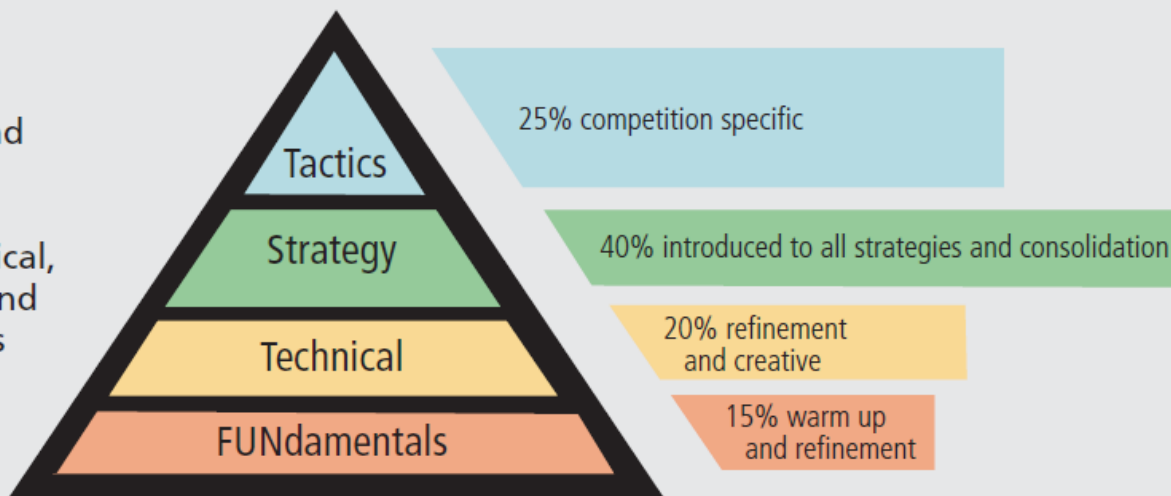 Tactics
25% competition specific
Strategy
40% introduced to all strategies and consolidation
Technical
20% refinement
and creative
FUNdamentals
15% warm up
and refinement